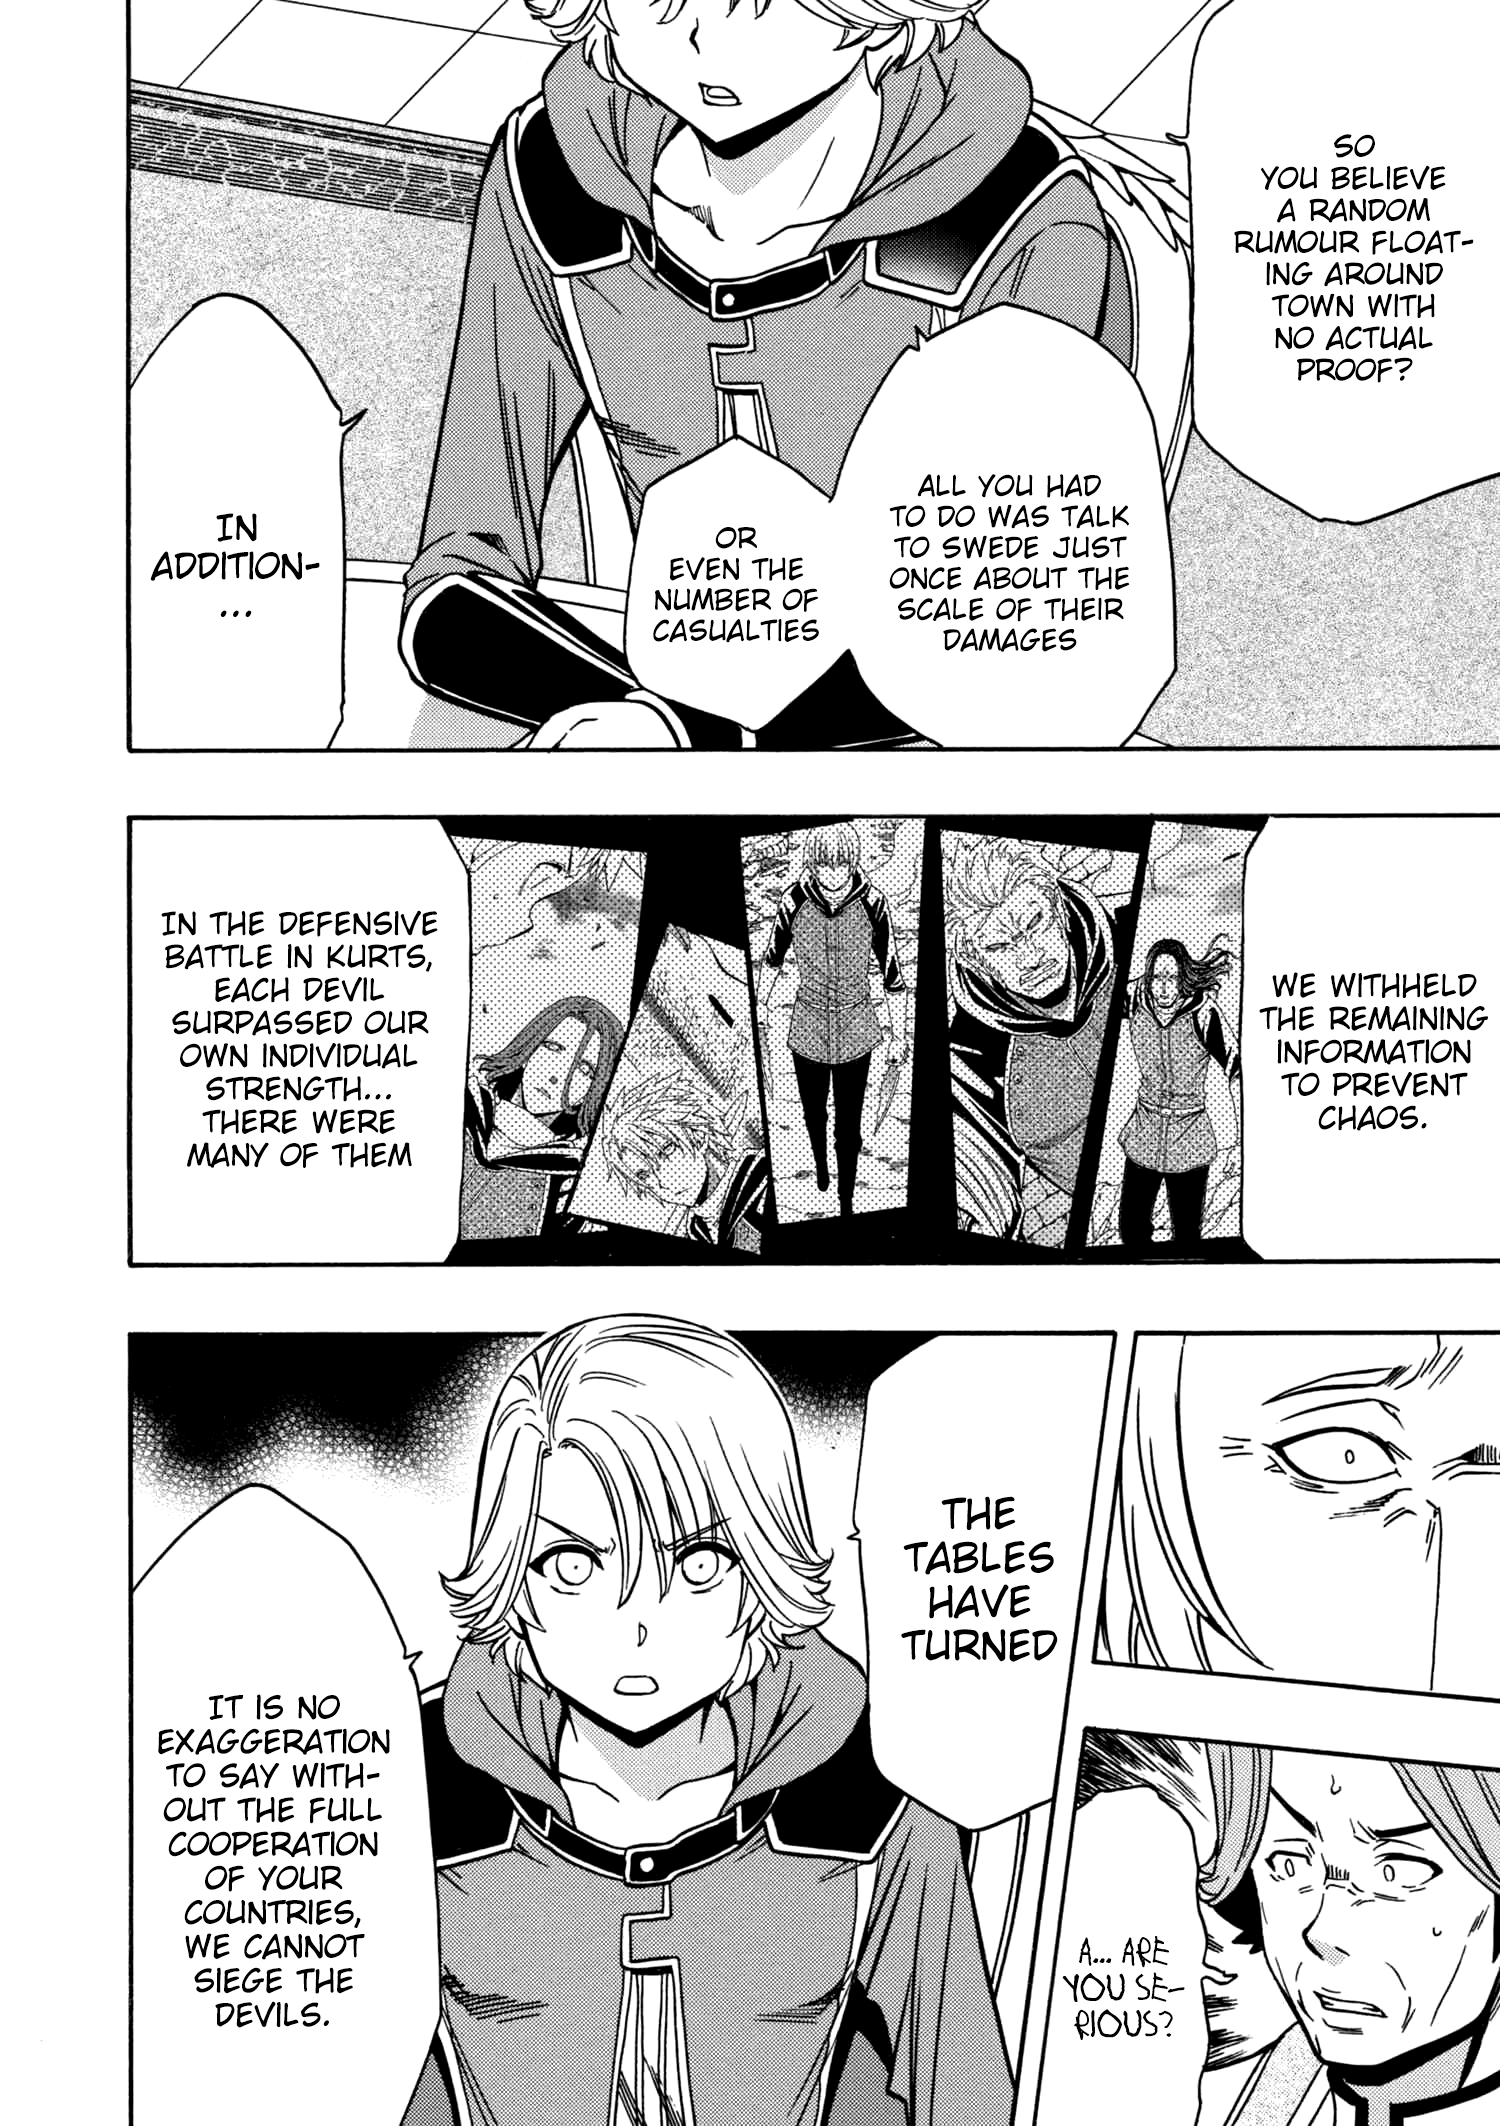 SO
YOU BELIEVE
A RANDOM
RUMOUR FLOAT-
ING AROUND
TOWN WITH
NO ACTUAL
PROOF?
ALL YOU HAD
TO DO WAS TALK
TO SWEDE JUST
ONCE ABOUT THE
SCALE OF THEIR
DAMAGES
OR
EVEN THE
NUMBER OF
CASUALTIES
IN
ADDITION-
...
WE WITHHELD
THE REMAINING
INFORMATION
TO PREVENT
CHAOS.
IN THE DEFENSIVE
BATTLE IN KURTS,
EACH DEVIL
SURPASSED OUR
OWN INDIVIDUAL
STRENGTH...
THERE WERE
MANY OF THEM
THE
TABLES
HAVE
TURNED
A... ARE
YOU SE-
RIOUS?
IT IS NO
EXAGGERATION
TO SAY WITH-
OUT THE FULL
COOPERATION
OF YOUR
COUNTRIES,
WE CANNOT
SIEGE THE
DEVILS.